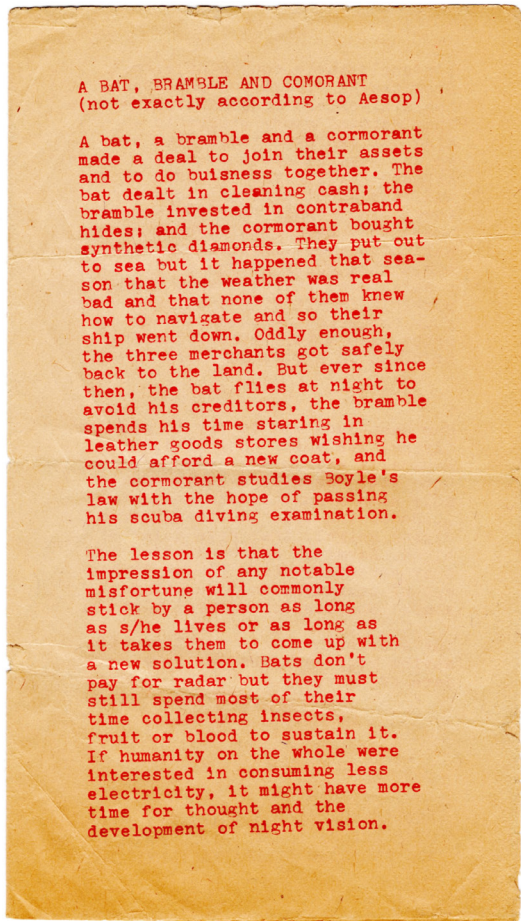 A BAT, BRAMBLE AND COMORANT
(not exactly according to Aesop)
A bat, a bramble and a cormorant
made a deal to join their assets
and to do buisness together. The
bat dealt in cleaning cash; the
bramble invested in contraband
hides; and the cormorant bought
synthetic diamonds. They put out
to sea but it happened that sea-
son that the weather was real
bad and that none of them knew
how to navigate and so their
ship went down. Oddly enough,
the three merchants got safely
back to the land. But ever since
then, the bat flies at night to
avoid his creditors, the bramble
spends his time staring in
leather goods stores wishing he
could afford a new coat, and
the cormorant studies Boyle's
law with the hope of passing
his scuba diving examination.
The lesson is that the
impression of any notable
misfortune will commonly
stick by a person as long
as s/he lives or as long as
it takes them to come up with
a new solution. Bats don't
pay for radar but they must
still spend most of their
time collecting insects,
fruit or blood to sustain it.
If humanity on the whole were
interested in consuming less
electricity, it might have more
time for thought and the
development of night vision.